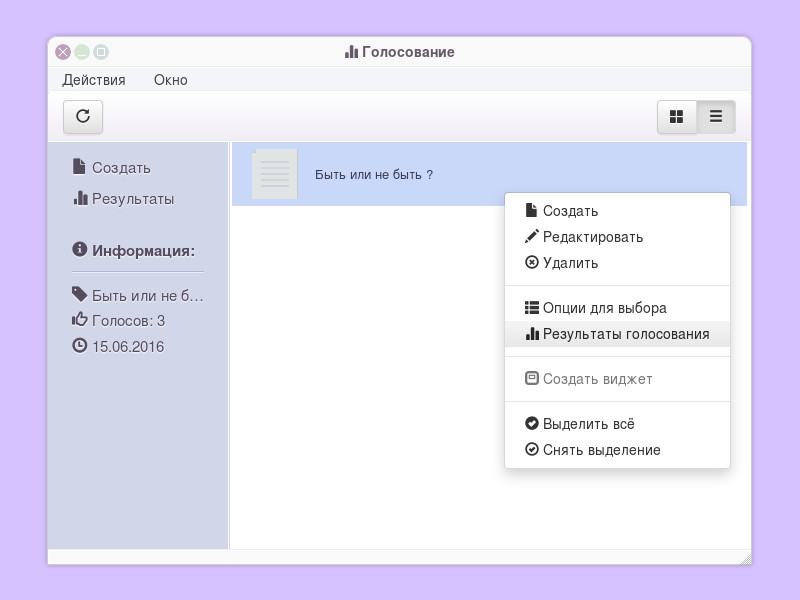 Голосование
Действия Окно
Создать
Результаты
Информация:
Быть или не б...
Голосов: 3
15.06.2016
Быть или не быть ?
Создать
Редактировать
Удалить
Опции для выбора
Результаты голосования
Создать виджет
Выделить всё
Снять выделение